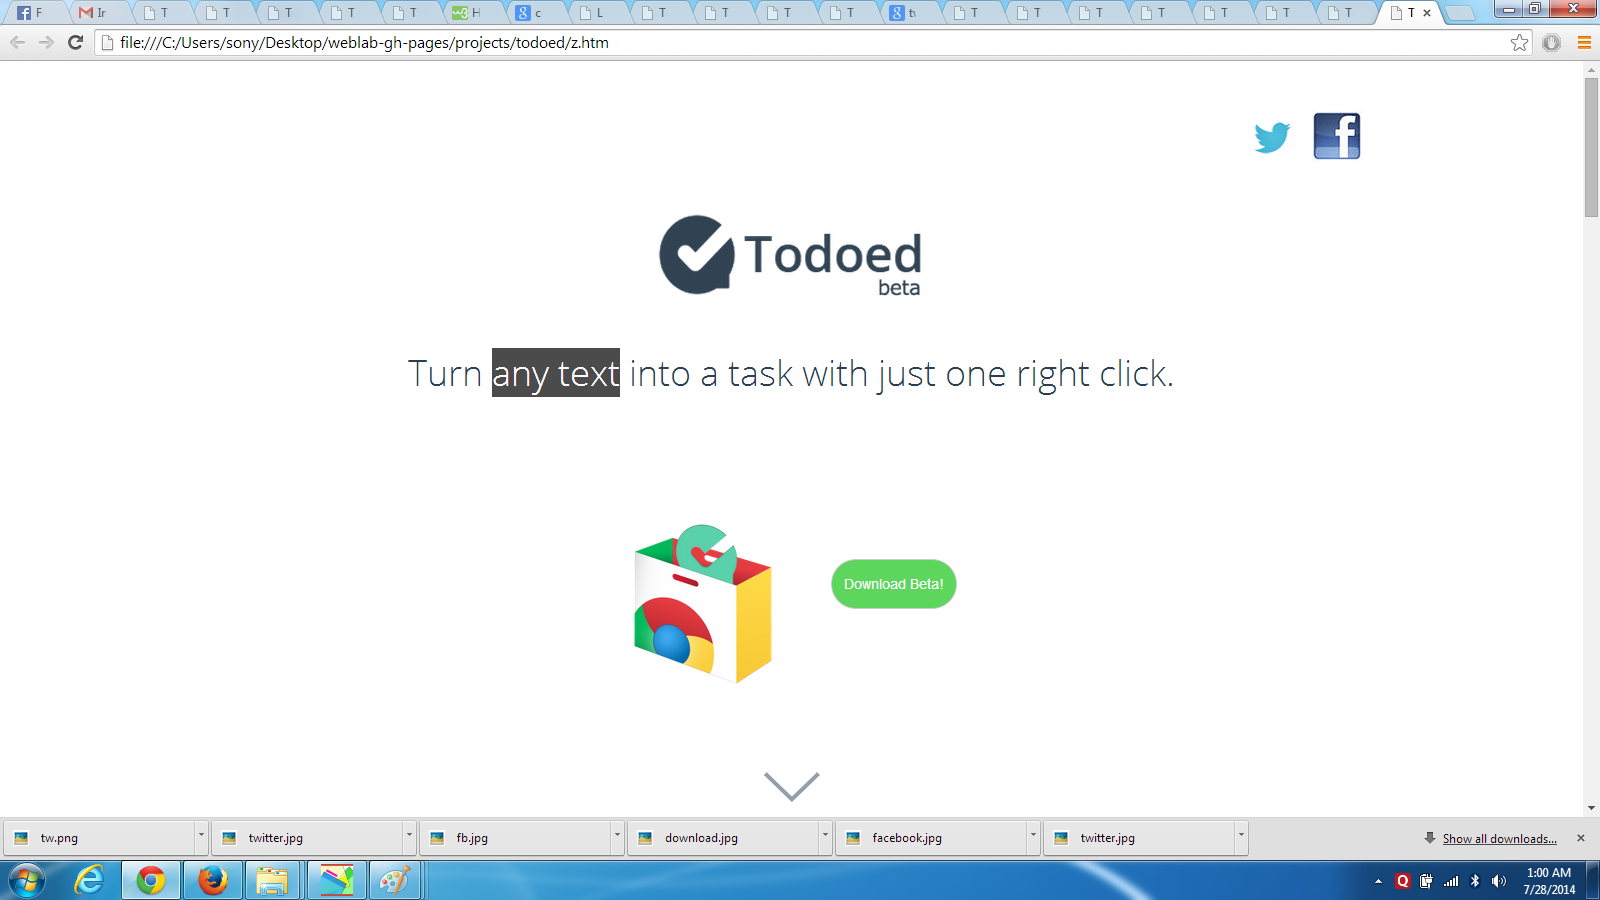 F Ir T T T T T H c L T T T T tv T T T T T T T T
file:///C:/Users/sony/Desktop/weblab-gh-pages/projects/todoed/z.htm
Todoed
beta
Turn any text into a task with just one right click.
Download Beta!
tw.png twitter.jpg fb.jpg download.jpg facebook.jpg twitter.jpg Show all downloads...
1:00 AM
7/28/2014